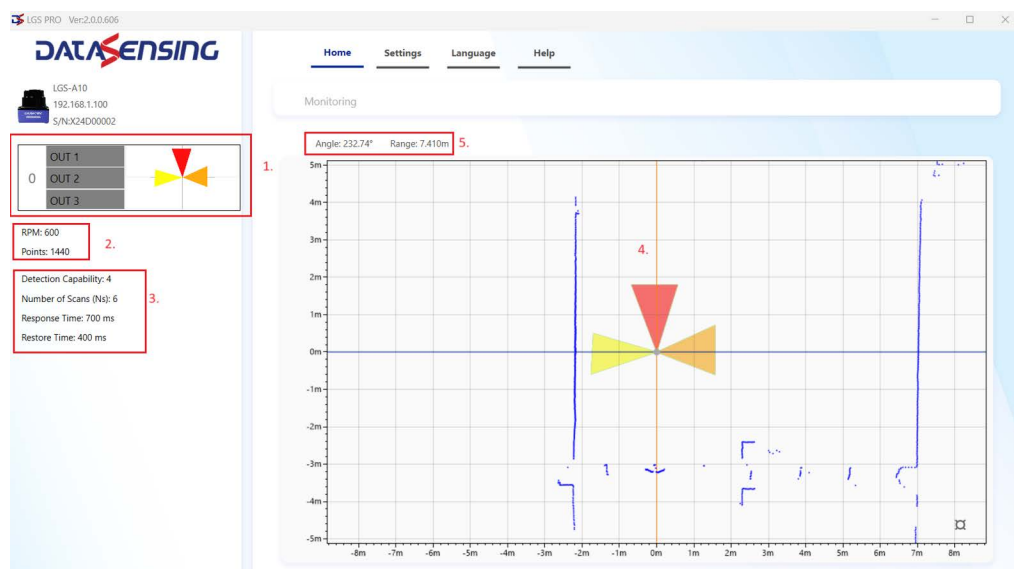 LGS PRO Ver:2.0.0.606
DATASENSING
Home Settings Language Help
LGS-A10
192.168.1.100
S/N:X24D00002
Monitoring
Angle: 232.74° Range: 7.410m 5.
1.
OUT 1
0 OUT 2
OUT 3
RPM: 600
Points: 1440
2.
Detection Capability: 4
Number of Scans (Ns): 6
Response Time: 700 ms
Restore Time: 400 ms
3.
4.
5m
4m
3m
2m
1m
0m
-1m
-2m
-3m
-4m
-5m
-8m -7m -6m -5m -4m -3m -2m -1m 0m 1m 2m 3m 4m 5m 6m 7m 8m